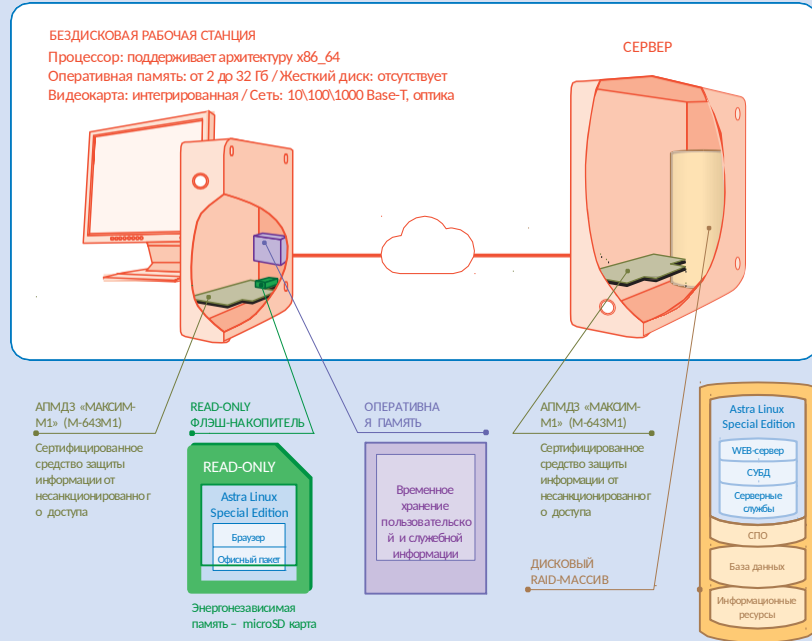 БЕЗДИСКОВАЯ РАБОЧАЯ СТАНЦИЯ
Процессор: поддерживает архитектуру x86_64
Оперативная память: от 2 до 32 Гб / Жесткий диск: отсутствует
Видеокарта: интегрированная / Сеть: 10\100\1000 Base-T, оптика
СЕРВЕР
АПМДЗ «МАКСИМ-
М1» (М-643М1)
Сертифицированное
средство защиты
информации от
несанкционированног
о доступа
READ-ONLY
ФЛЭШ-НАКОПИТЕЛЬ
READ-ONLY
Astra Linux
Special Edition
Браузер
Офисный пакет
Энергонезависимая
память – microSD карта
ОПЕРАТИВНА
Я ПАМЯТЬ
Временное
хранение
пользовательско
й и служебной
информации
АПМДЗ «МАКСИМ-
М1» (М-643М1)
Сертифицированное
средство защиты
информации от
несанкционированног
о доступа
ДИСКОВЫЙ
RAID-МАССИВ
Astra Linux
Special Edition
WEB-сервер
СУБД
Серверные
службы
СПО
База данных
Информационные
ресурсы